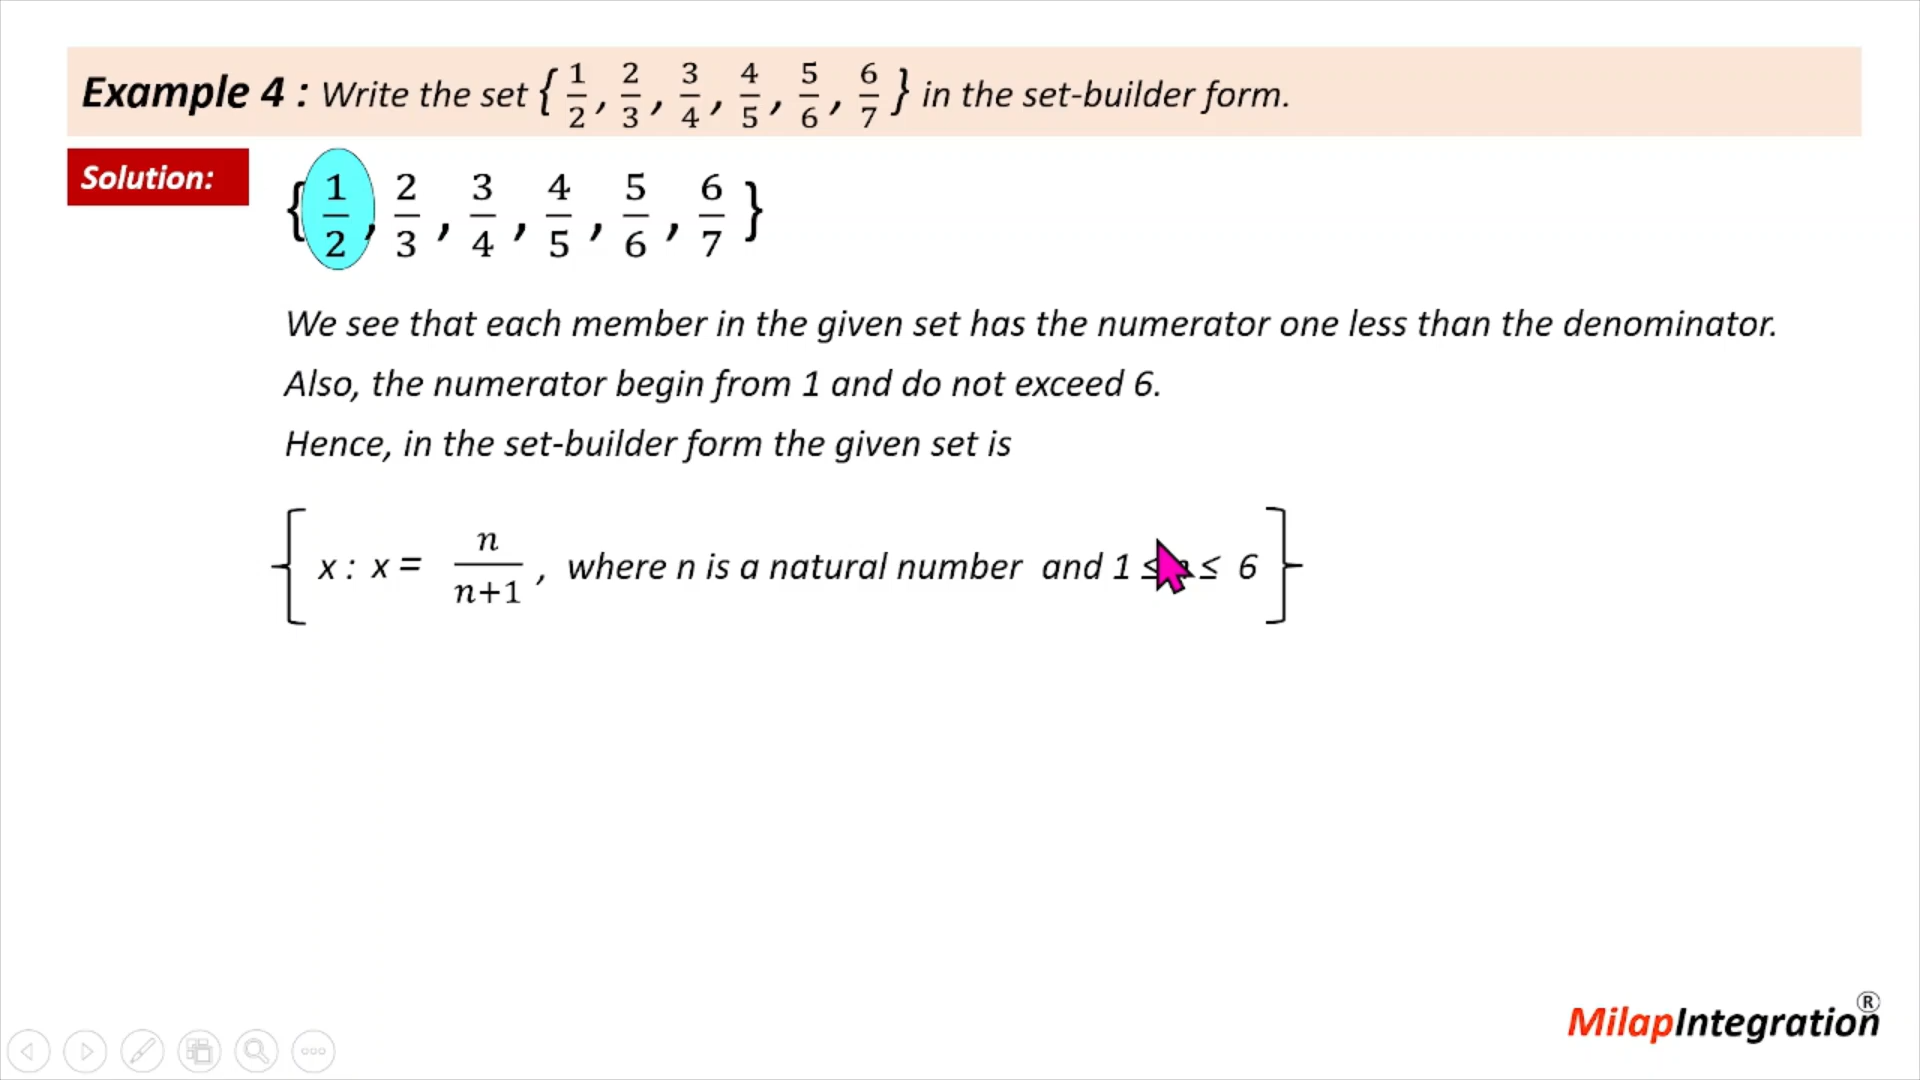 Example 4 : Write the set { 1/2 , 2/3 , 3/4 , 4/5 , 5/6 , 6/7 } in the set-builder form.
Solution:
{ 1/2 , 2/3 , 3/4 , 4/5 , 5/6 , 6/7 }
We see that each member in the given set has the numerator one less than the denominator.
Also, the numerator begin from 1 and do not exceed 6.
Hence, in the set-builder form the given set is
{ x : x = n/n+1 , where n is a natural number and 1 ≤ ≤ 6 }
MilapIntegration®